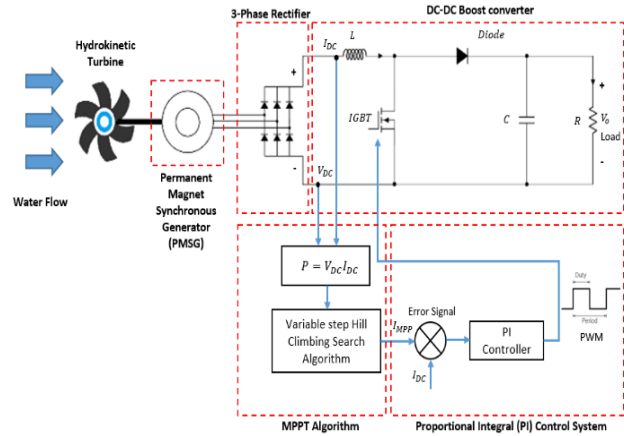 3-Phase Rectifier
DC-DC Boost converter
Hydrokinetic
Turbine
I_DC
L
Diode
+
+
IGBT
C
R
V_0
Load
-
-
V_DC
Water Flow
Permanent
Magnet
Synchronous
Generator
(PMSG)
P = V_DC I_DC
Variable step Hill
Climbing Search
Algorithm
I_MPP
Error Signal
I_DC
PI
Controller
Duty
Period
PWM
MPPT Algorithm
Proportional Integral (PI) Control System